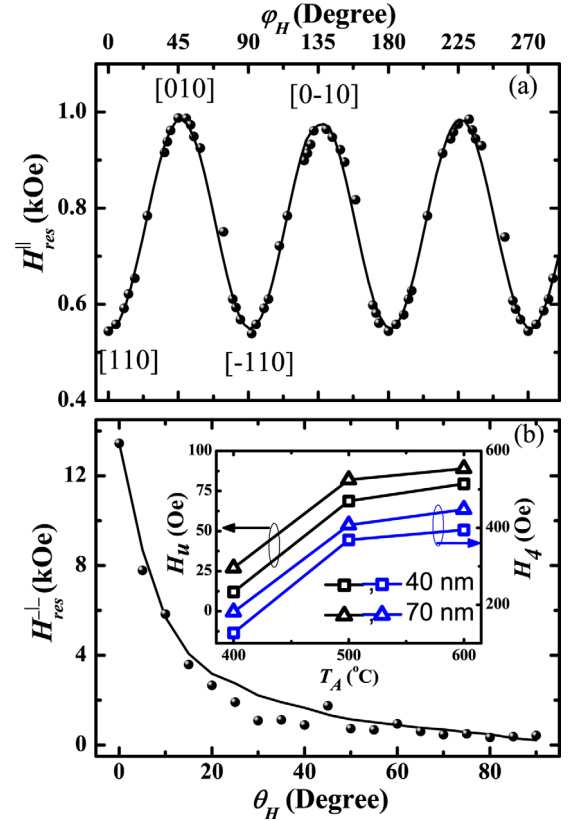 φH (Degree)
0 45 90 135 180 225 270
[010] [0-10] (a)
1.0
0.8
0.6
0.4
H∥res (kOe)
[110] [-110]
(b)
12
8
4
0
H⊥res (kOe)
100
75
50
25
0
Hu (Oe)
600
400
200
H4 (Oe)
,40 nm
,70 nm
400 500 600
TA (°C)
0 20 40 60 80
θH (Degree)